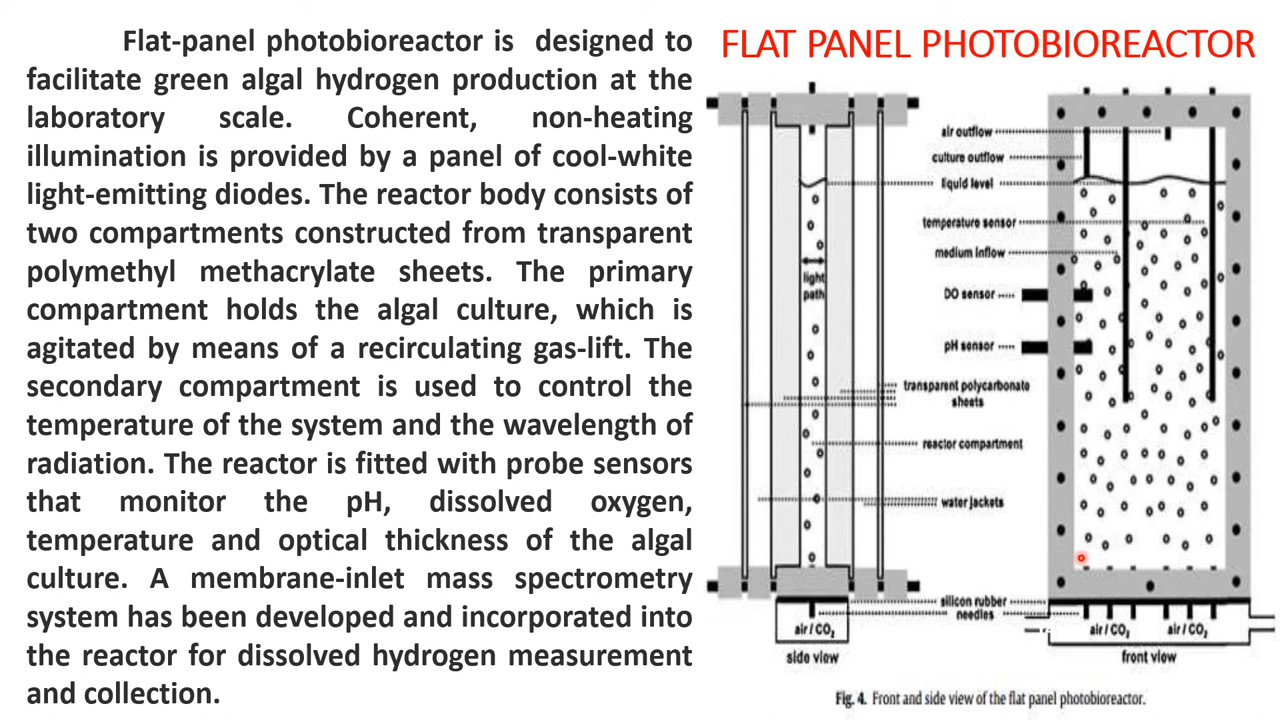 FLAT PANEL PHOTOBIOREACTOR
Flat-panel photobioreactor is designed to
facilitate green algal hydrogen production at the
laboratory scale. Coherent, non-heating
illumination is provided by a panel of cool-white
light-emitting diodes. The reactor body consists of
two compartments constructed from transparent
polymethyl methacrylate sheets. The primary
compartment holds the algal culture, which is
agitated by means of a recirculating gas-lift. The
secondary compartment is used to control the
temperature of the system and the wavelength of
radiation. The reactor is fitted with probe sensors
that monitor the pH, dissolved oxygen,
temperature and optical thickness of the algal
culture. A membrane-inlet mass spectrometry
system has been developed and incorporated into
the reactor for dissolved hydrogen measurement
and collection.
air outflow
culture outflow
liquid level
temperature sensor
medium inflow
light
path
DO sensor
pH sensor
transparent polycarbonate
sheets
reactor compartment
water jackets
silicon rubber
needles
air / CO₂
air / CO₂
air / CO₂
side view
front view
Fig. 4. Front and side view of the flat panel photobioreactor.